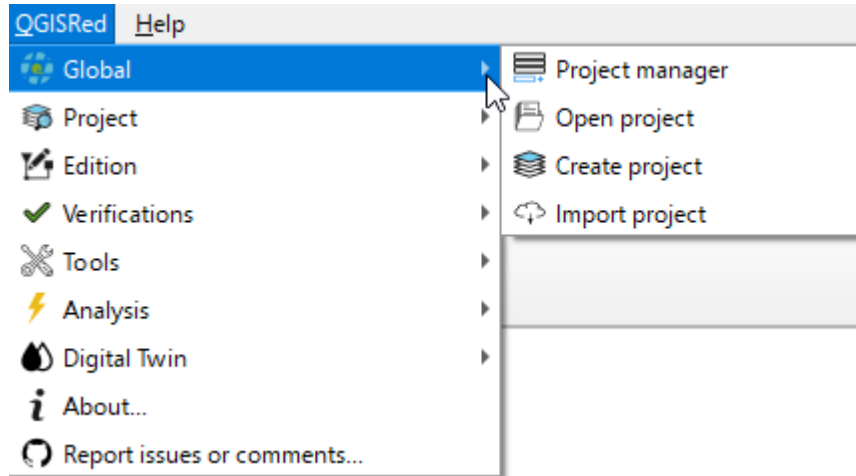 QGISRed Help
Global
Project
Edition
Verifications
Tools
Analysis
Digital Twin
About...
Report issues or comments...
Project manager
Open project
Create project
Import project